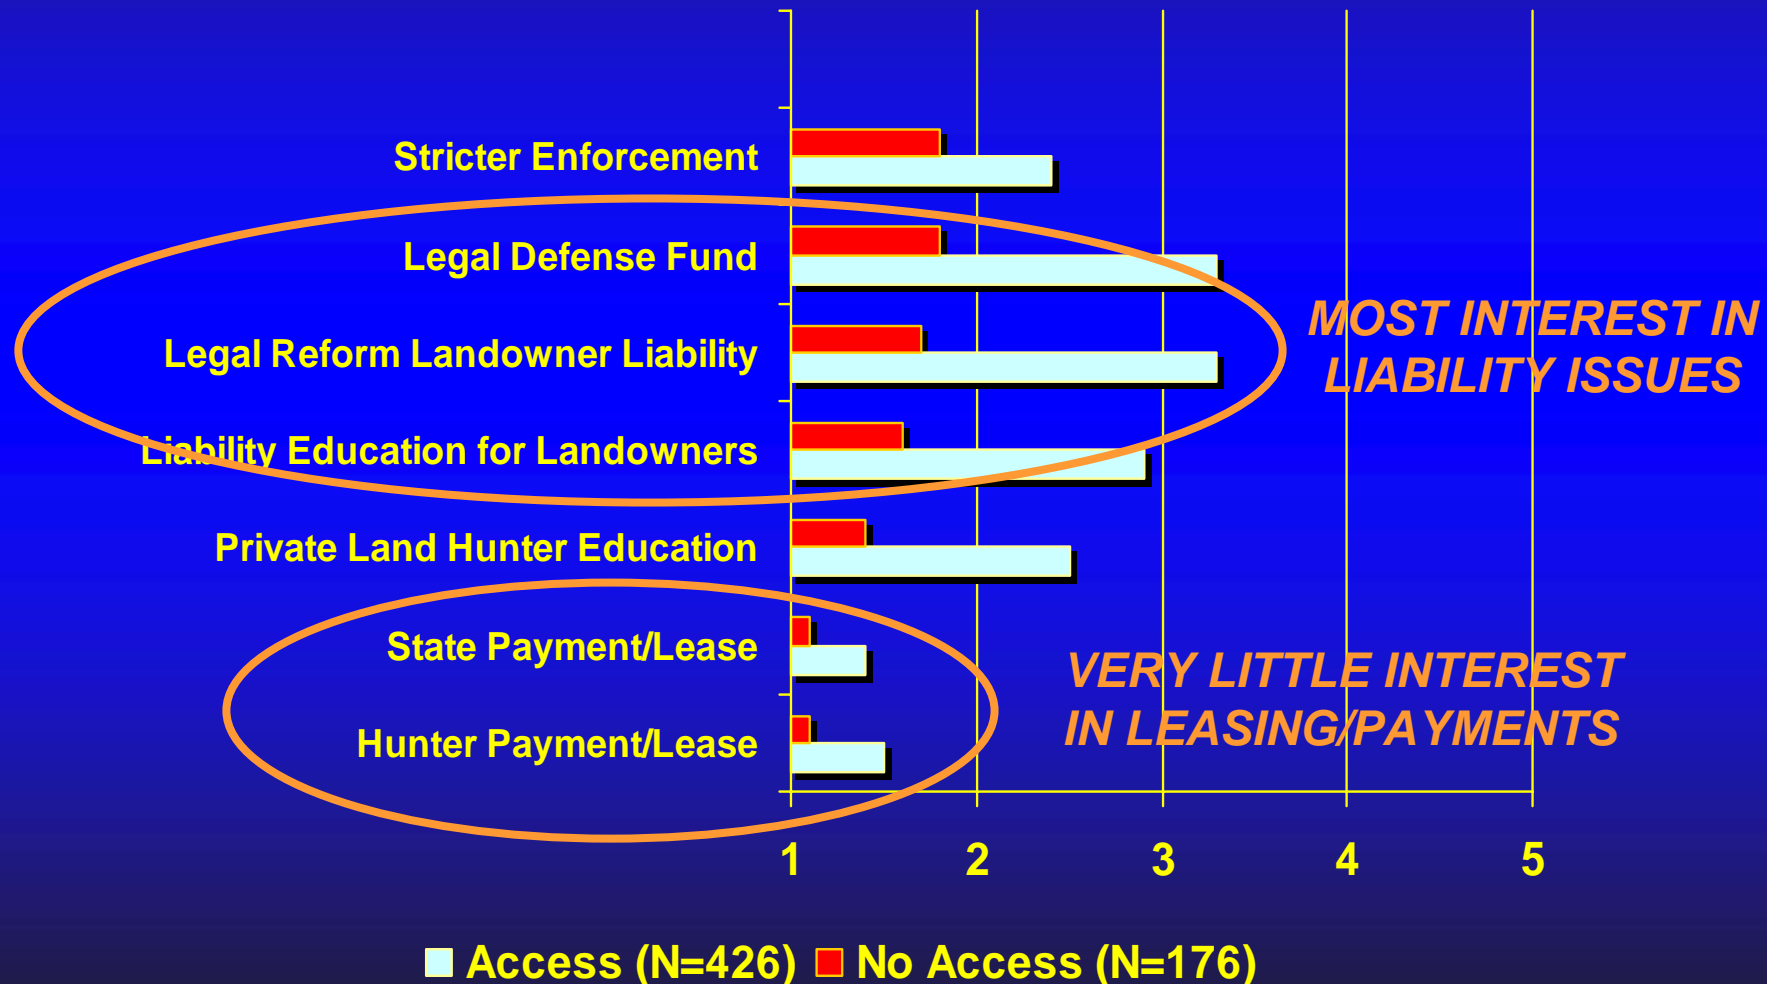 Stricter Enforcement
Legal Defense Fund
Legal Reform Landowner Liability
Liability Education for Landowners
Private Land Hunter Education
State Payment/Lease
Hunter Payment/Lease
MOST INTEREST IN
LIABILITY ISSUES
VERY LITTLE INTEREST
IN LEASING/PAYMENTS
1 2 3 4 5
Access (N=426) No Access (N=176)